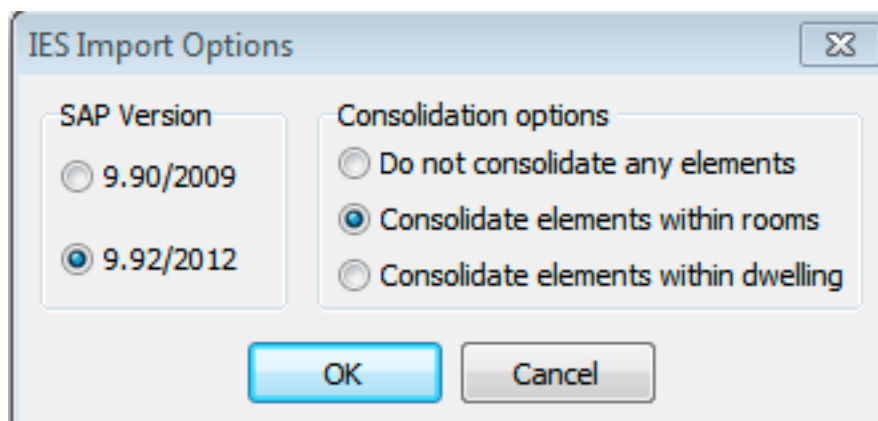 IES Import Options
SAP Version
9.90/2009
9.92/2012
Consolidation options
Do not consolidate any elements
Consolidate elements within rooms
Consolidate elements within dwelling
OK
Cancel